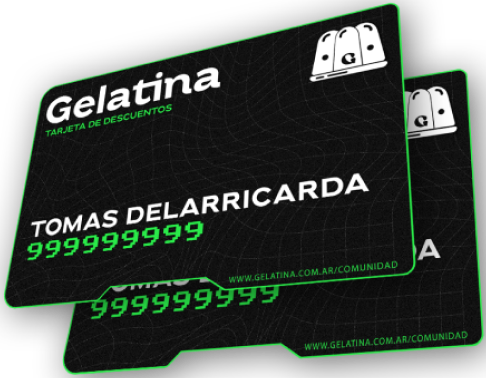 Gelatina
TARJETA DE DESCUENTOS
G
TOMAS DELARRICARDA
999999999
WWW.GELATINA.COM.AR/COMUNIDAD
G
999999999
WWW.GELATINA.COM.AR/COMUNIDAD